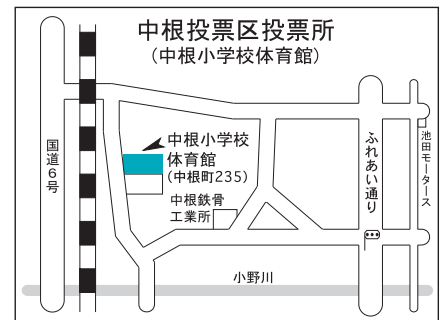 中根投票区投票所
(中根小学校体育館)
国道6号
中根小学校
体育館
(中根町235)
中根鉄骨
工業所
ふれあい通り
池田モータース
小野川